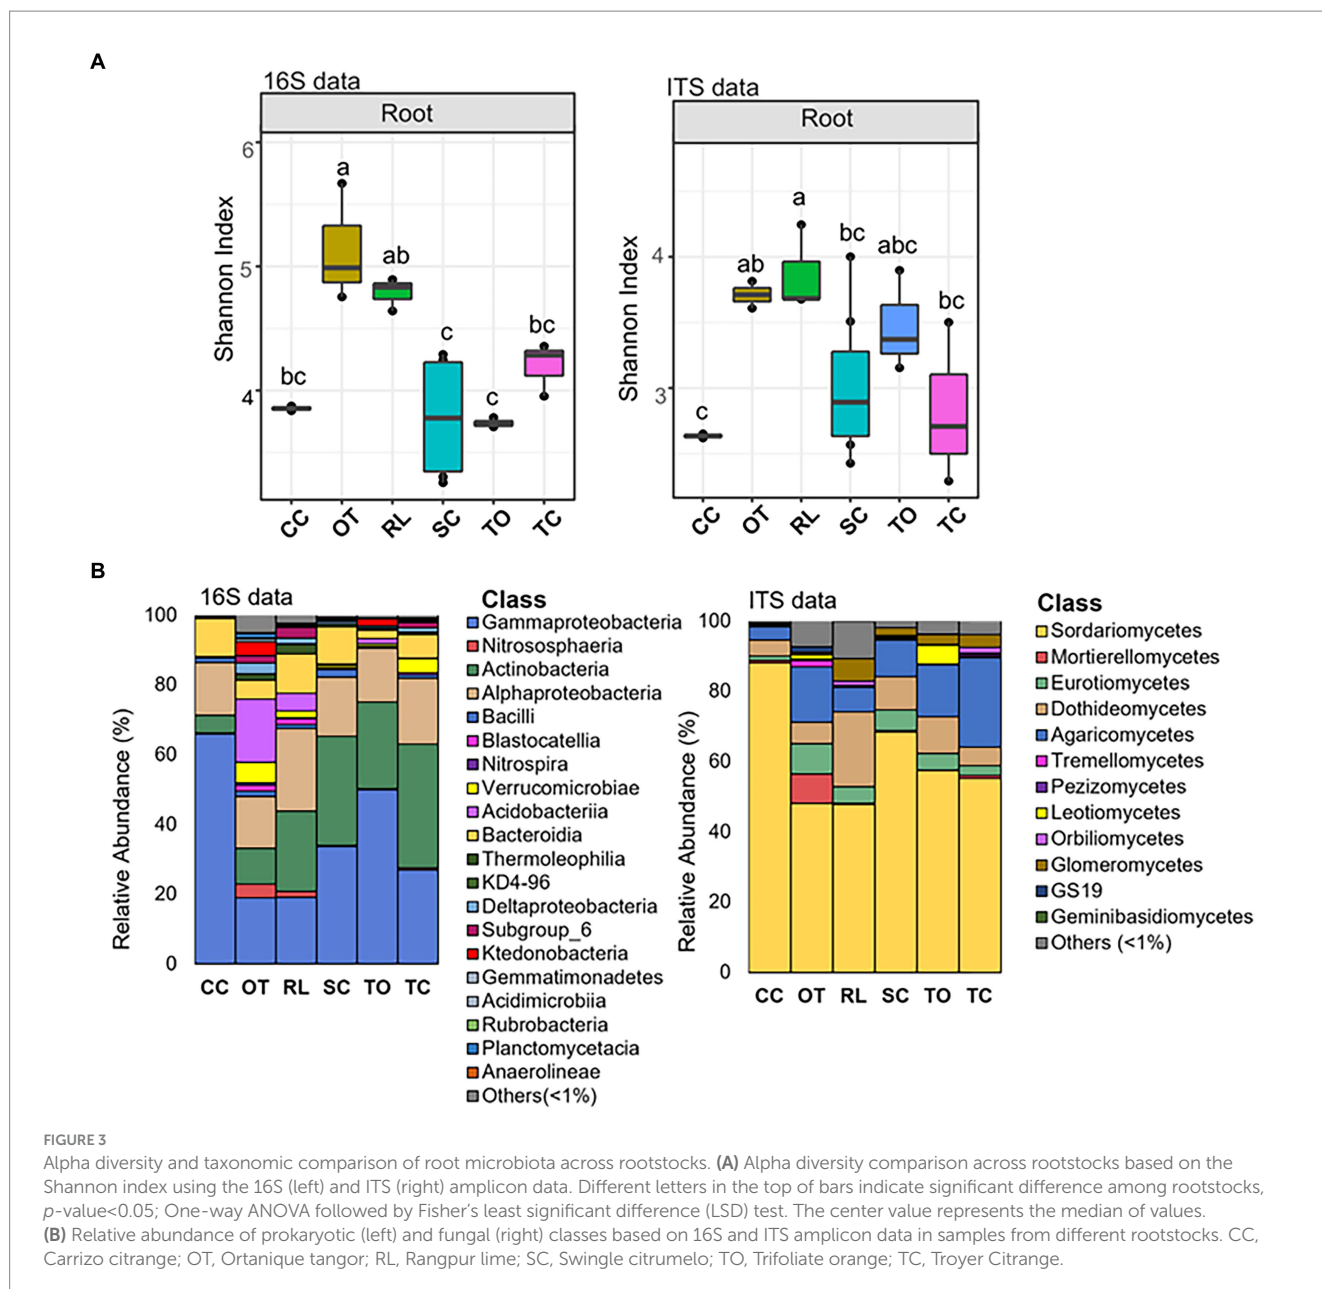 A
16S data
Root
Shannon Index
6
5
4
a
ab
bc
c
c
bc
CC OT RL SC TO TC
ITS data
Root
Shannon Index
4
3
a
ab
bc
abc
bc
c
CC OT RL SC TO TC
B
16S data
Relative Abundance (%)
100
80
60
40
20
0
CC OT RL SC TO TC
Class
Gammaproteobacteria
Nitrososphaeria
Actinobacteria
Alphaproteobacteria
Bacilli
Blastocatellia
Nitrospira
Verrucomicrobiae
Acidobacteriia
Bacteroidia
Thermoleophilia
KD4-96
Deltaproteobacteria
Subgroup_6
Ktedonobacteria
Gemmatimonadetes
Acidimicrobiia
Rubrobacteria
Planctomycetacia
Anaerolineae
Others(<1%)
ITS data
Relative Abundance (%)
100
80
60
40
20
0
CC OT RL SC TO TC
Class
Sordariomycetes
Mortierellomycetes
Eurotiomycetes
Dothideomycetes
Agaricomycetes
Tremellomycetes
Pezizomycetes
Leotiomycetes
Orbiliomycetes
Glomeromycetes
GS19
Geminibasidiomycetes
Others (<1%)
FIGURE 3
Alpha diversity and taxonomic comparison of root microbiota across rootstocks. (A) Alpha diversity comparison across rootstocks based on the
Shannon index using the 16S (left) and ITS (right) amplicon data. Different letters in the top of bars indicate significant difference among rootstocks,
p-value<0.05; One-way ANOVA followed by Fisher's least significant difference (LSD) test. The center value represents the median of values.
(B) Relative abundance of prokaryotic (left) and fungal (right) classes based on 16S and ITS amplicon data in samples from different rootstocks. CC,
Carrizo citrange; OT, Ortanique tangor; RL, Rangpur lime; SC, Swingle citrumelo; TO, Trifoliate orange; TC, Troyer Citrange.